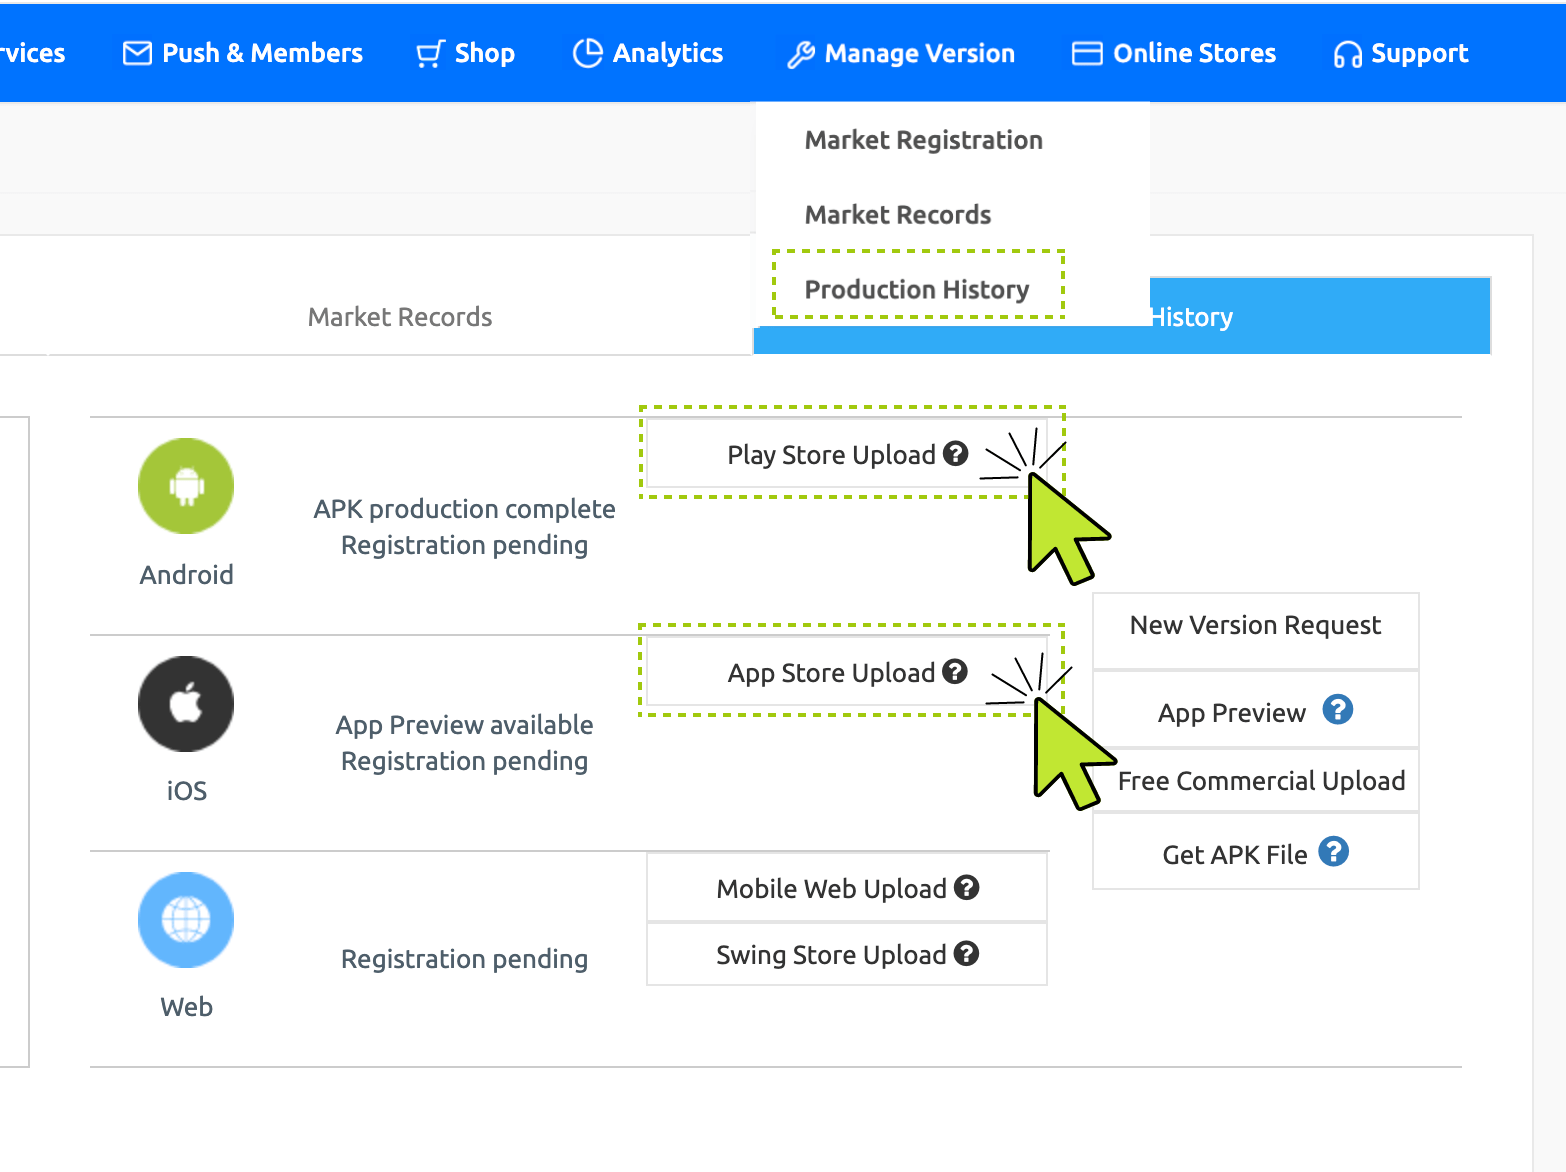 rvices
Push & Members
Shop
Analytics
Manage Version
Online Stores
Support
Market Registration
Market Records
Production History
Market Records
History
Android
APK production complete
Registration pending
Play Store Upload ?
iOS
App Preview available
Registration pending
App Store Upload ?
New Version Request
App Preview ?
Free Commercial Upload
Get APK File ?
Web
Registration pending
Mobile Web Upload ?
Swing Store Upload ?